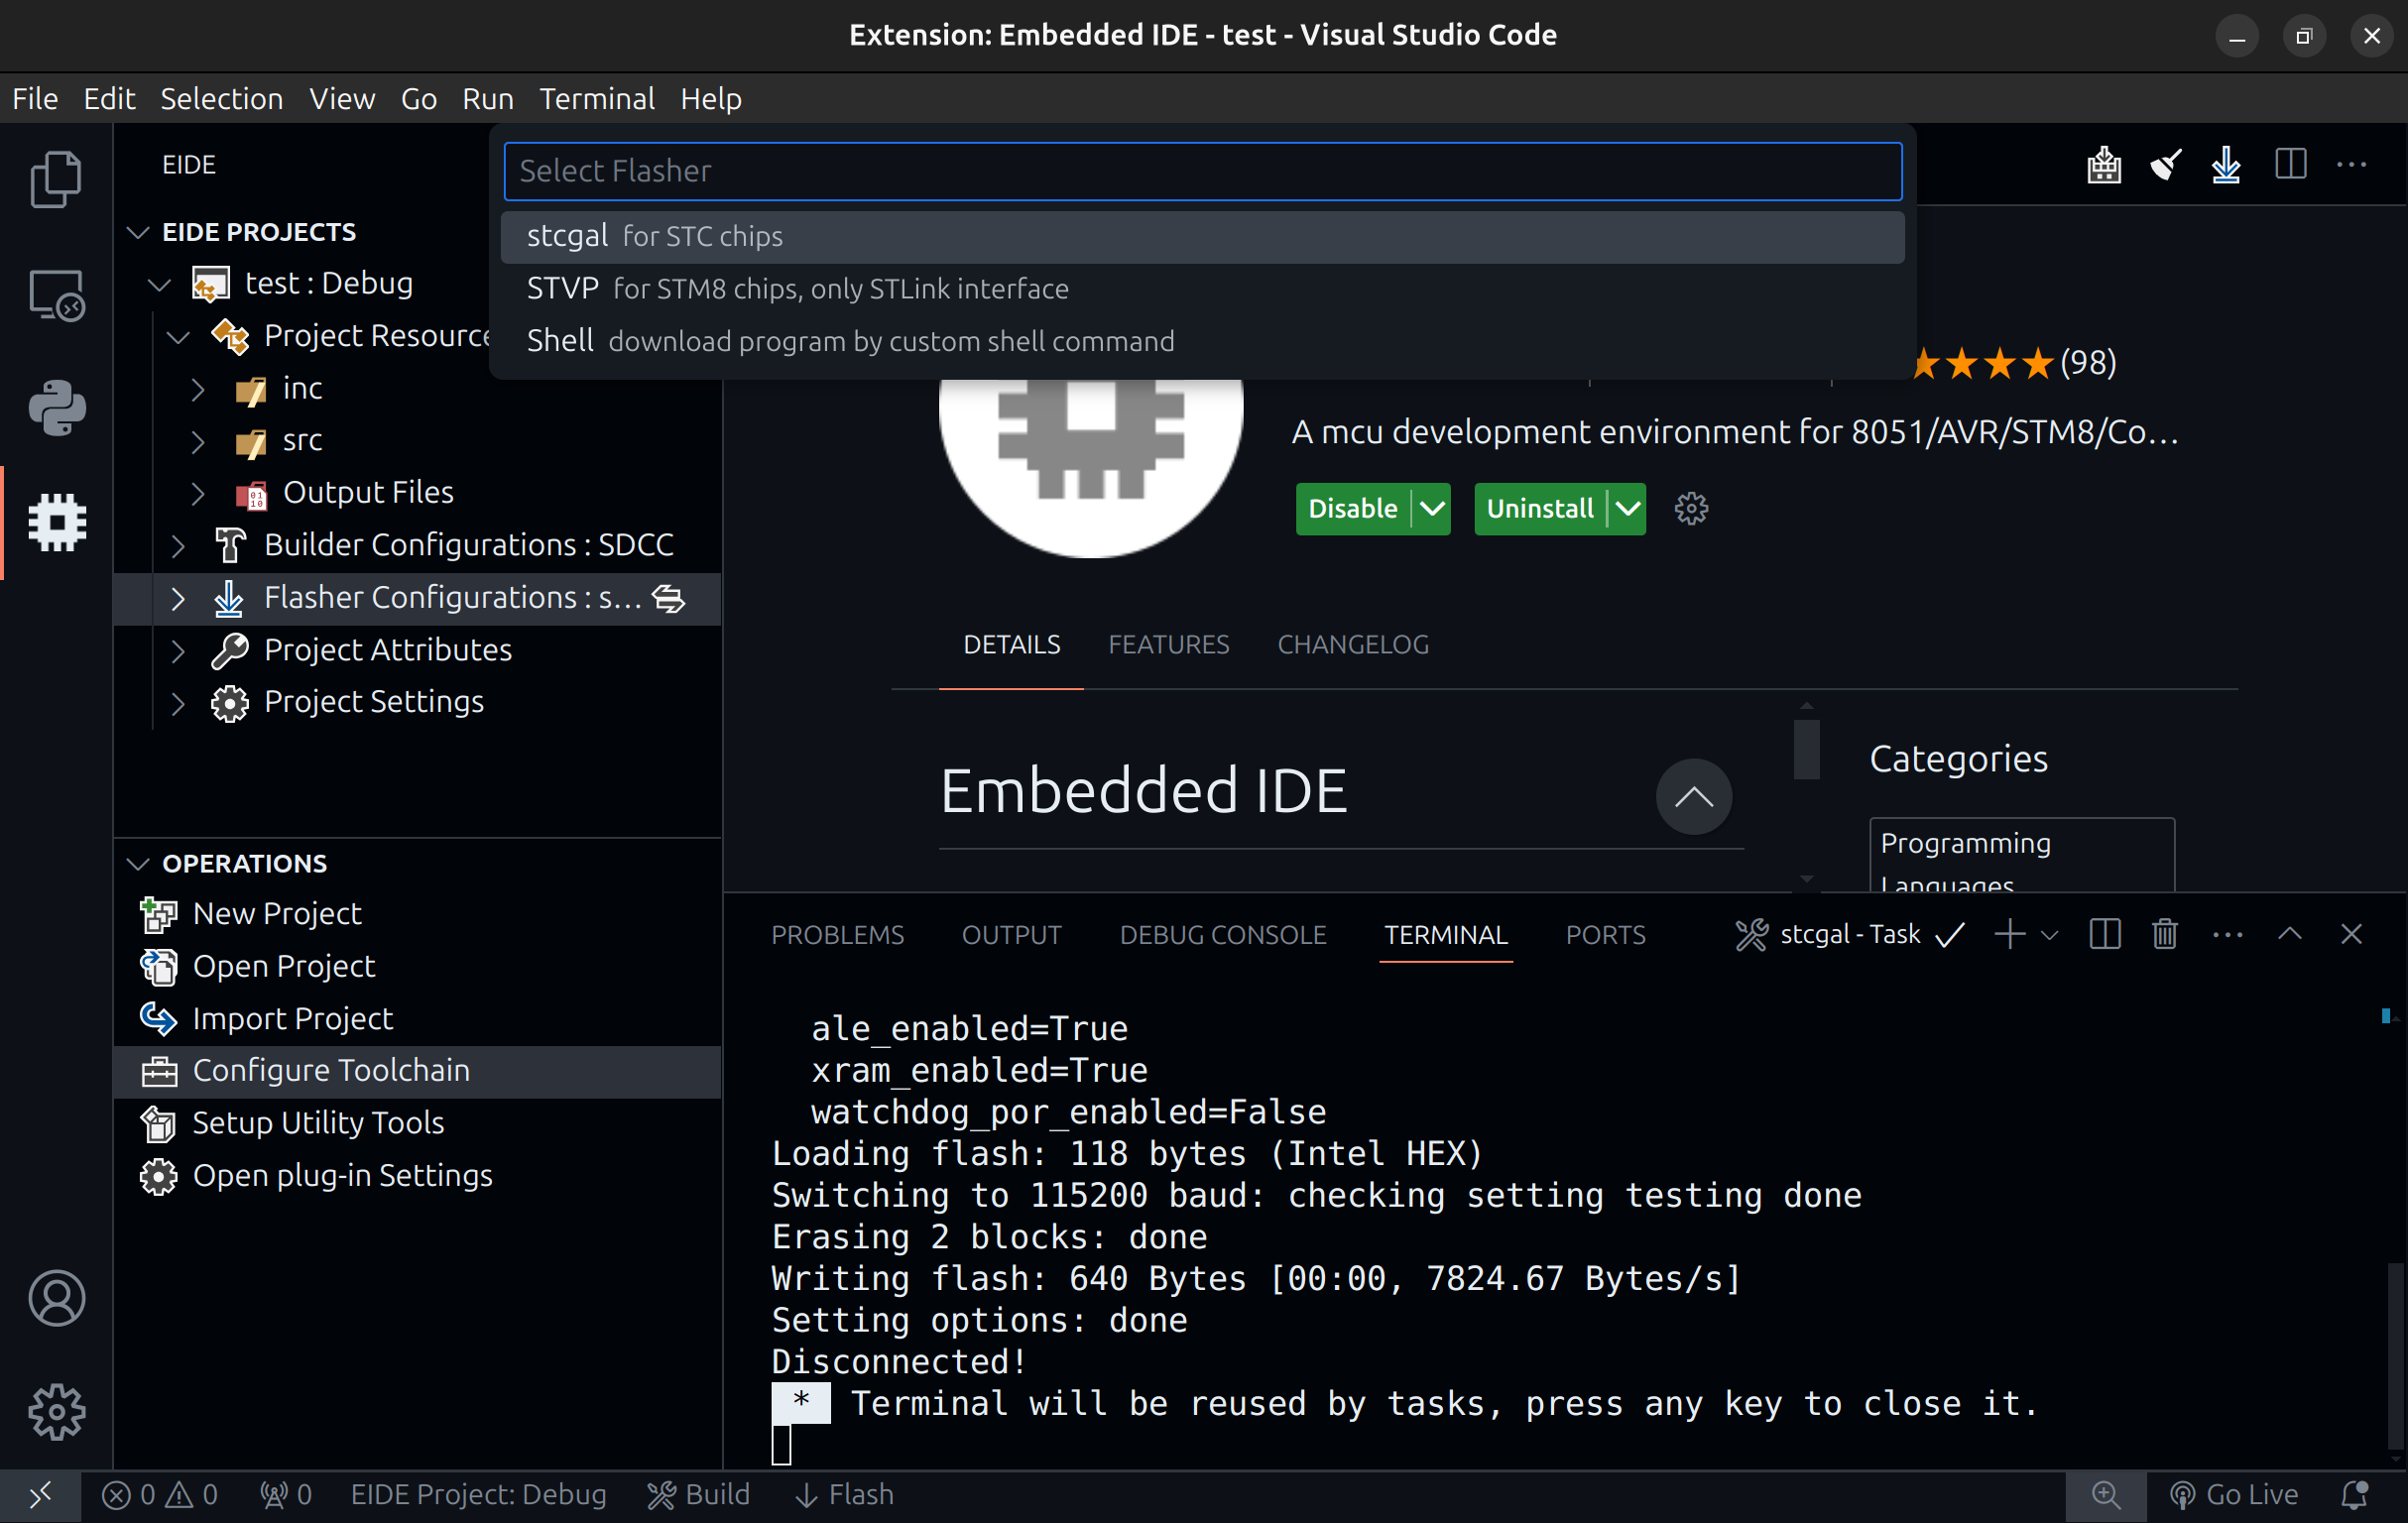 Extension: Embedded IDE - test - Visual Studio Code
File Edit Selection View Go Run Terminal Help
EIDE
EIDE PROJECTS
test : Debug
Project Resource
inc
src
Output Files
Builder Configurations : SDCC
Flasher Configurations : s...
Project Attributes
Project Settings
OPERATIONS
New Project
Open Project
Import Project
Configure Toolchain
Setup Utility Tools
Open plug-in Settings
Select Flasher
stcgal for STC chips
STVP for STM8 chips, only STLink interface
Shell download program by custom shell command
(98)
A mcu development environment for 8051/AVR/STM8/Co...
Disable Uninstall
DETAILS FEATURES CHANGELOG
Embedded IDE
Categories
Programming
Languages
PROBLEMS OUTPUT DEBUG CONSOLE TERMINAL PORTS stcgal - Task
ale_enabled=True
xram_enabled=True
watchdog_por_enabled=False
Loading flash: 118 bytes (Intel HEX)
Switching to 115200 baud: checking setting testing done
Erasing 2 blocks: done
Writing flash: 640 Bytes [00:00, 7824.67 Bytes/s]
Setting options: done
Disconnected!
* Terminal will be reused by tasks, press any key to close it.
0 0 0 EIDE Project: Debug Build Flash Go Live